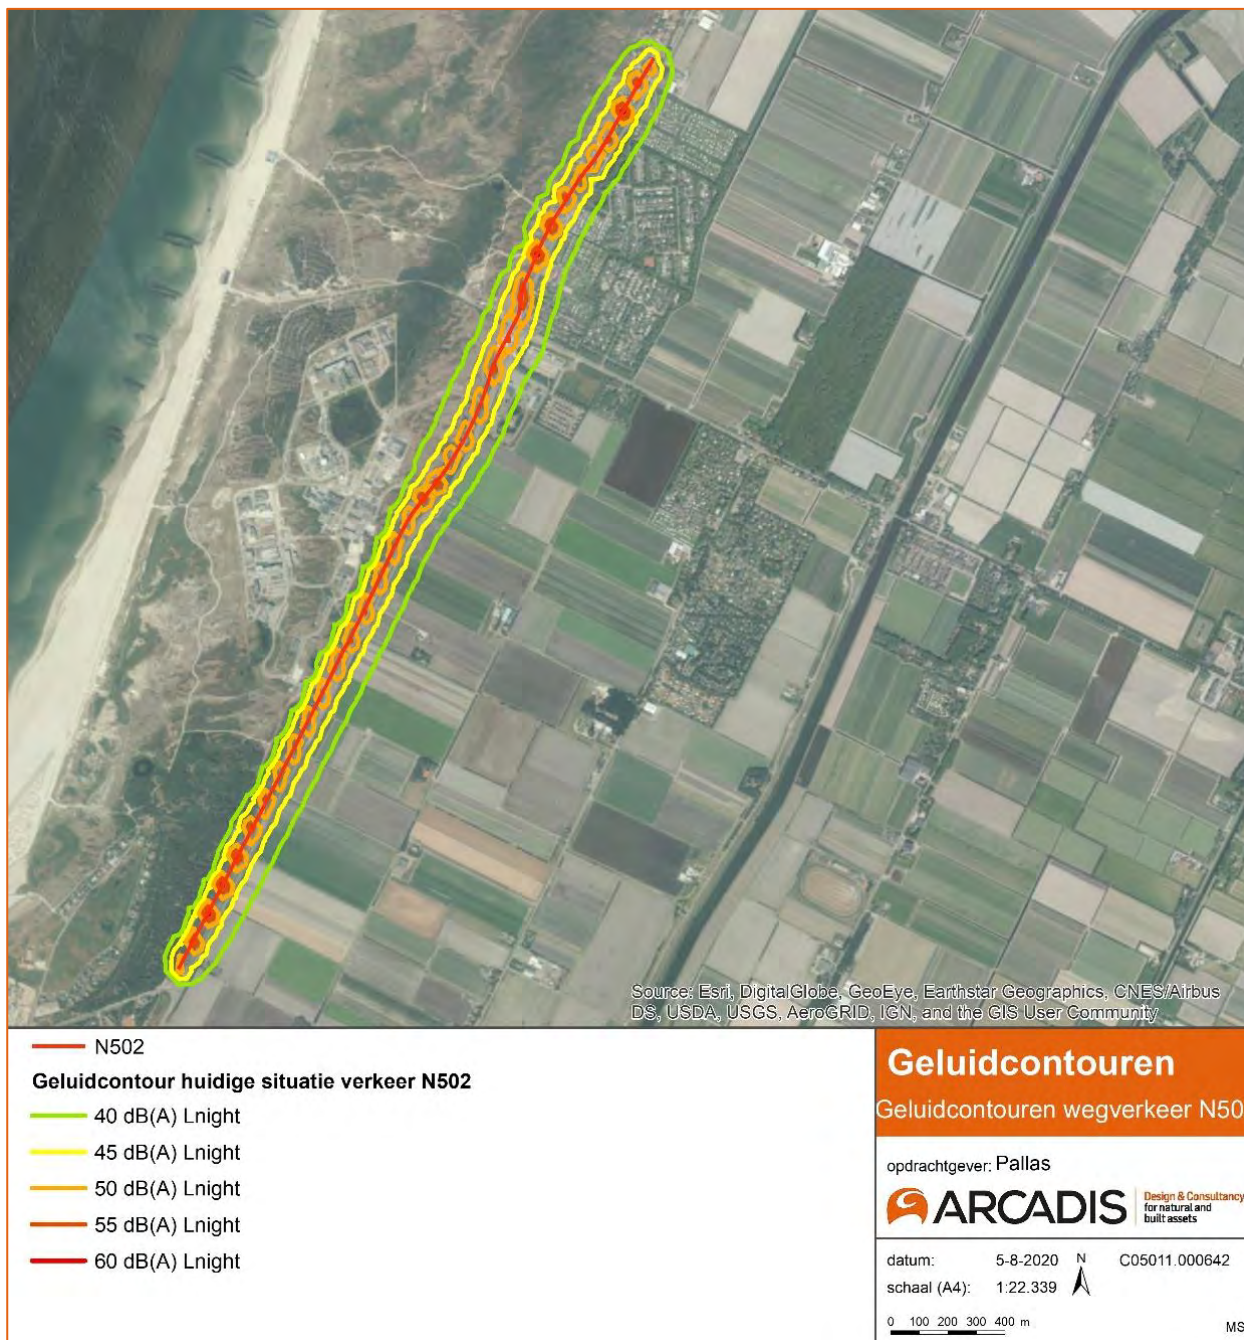 Source: Esri, DigitalGlobe, GeoEye, Earthstar Geographics, CNES/Airbus
DS, USDA, USGS, AeroGRID, IGN, and the GIS User Community
N502
Geluidcontour huidige situatie verkeer N502
40 dB(A) Lnight
45 dB(A) Lnight
50 dB(A) Lnight
55 dB(A) Lnight
60 dB(A) Lnight
Geluidcontouren
Geluidcontouren wegverkeer N50
opdrachtgever: Pallas
ARCADIS
Design & Consultancy
for natural and
built assets
datum: 5-8-2020 N C05011.000642
schaal (A4): 1:22.339
0 100 200 300 400 m
MS